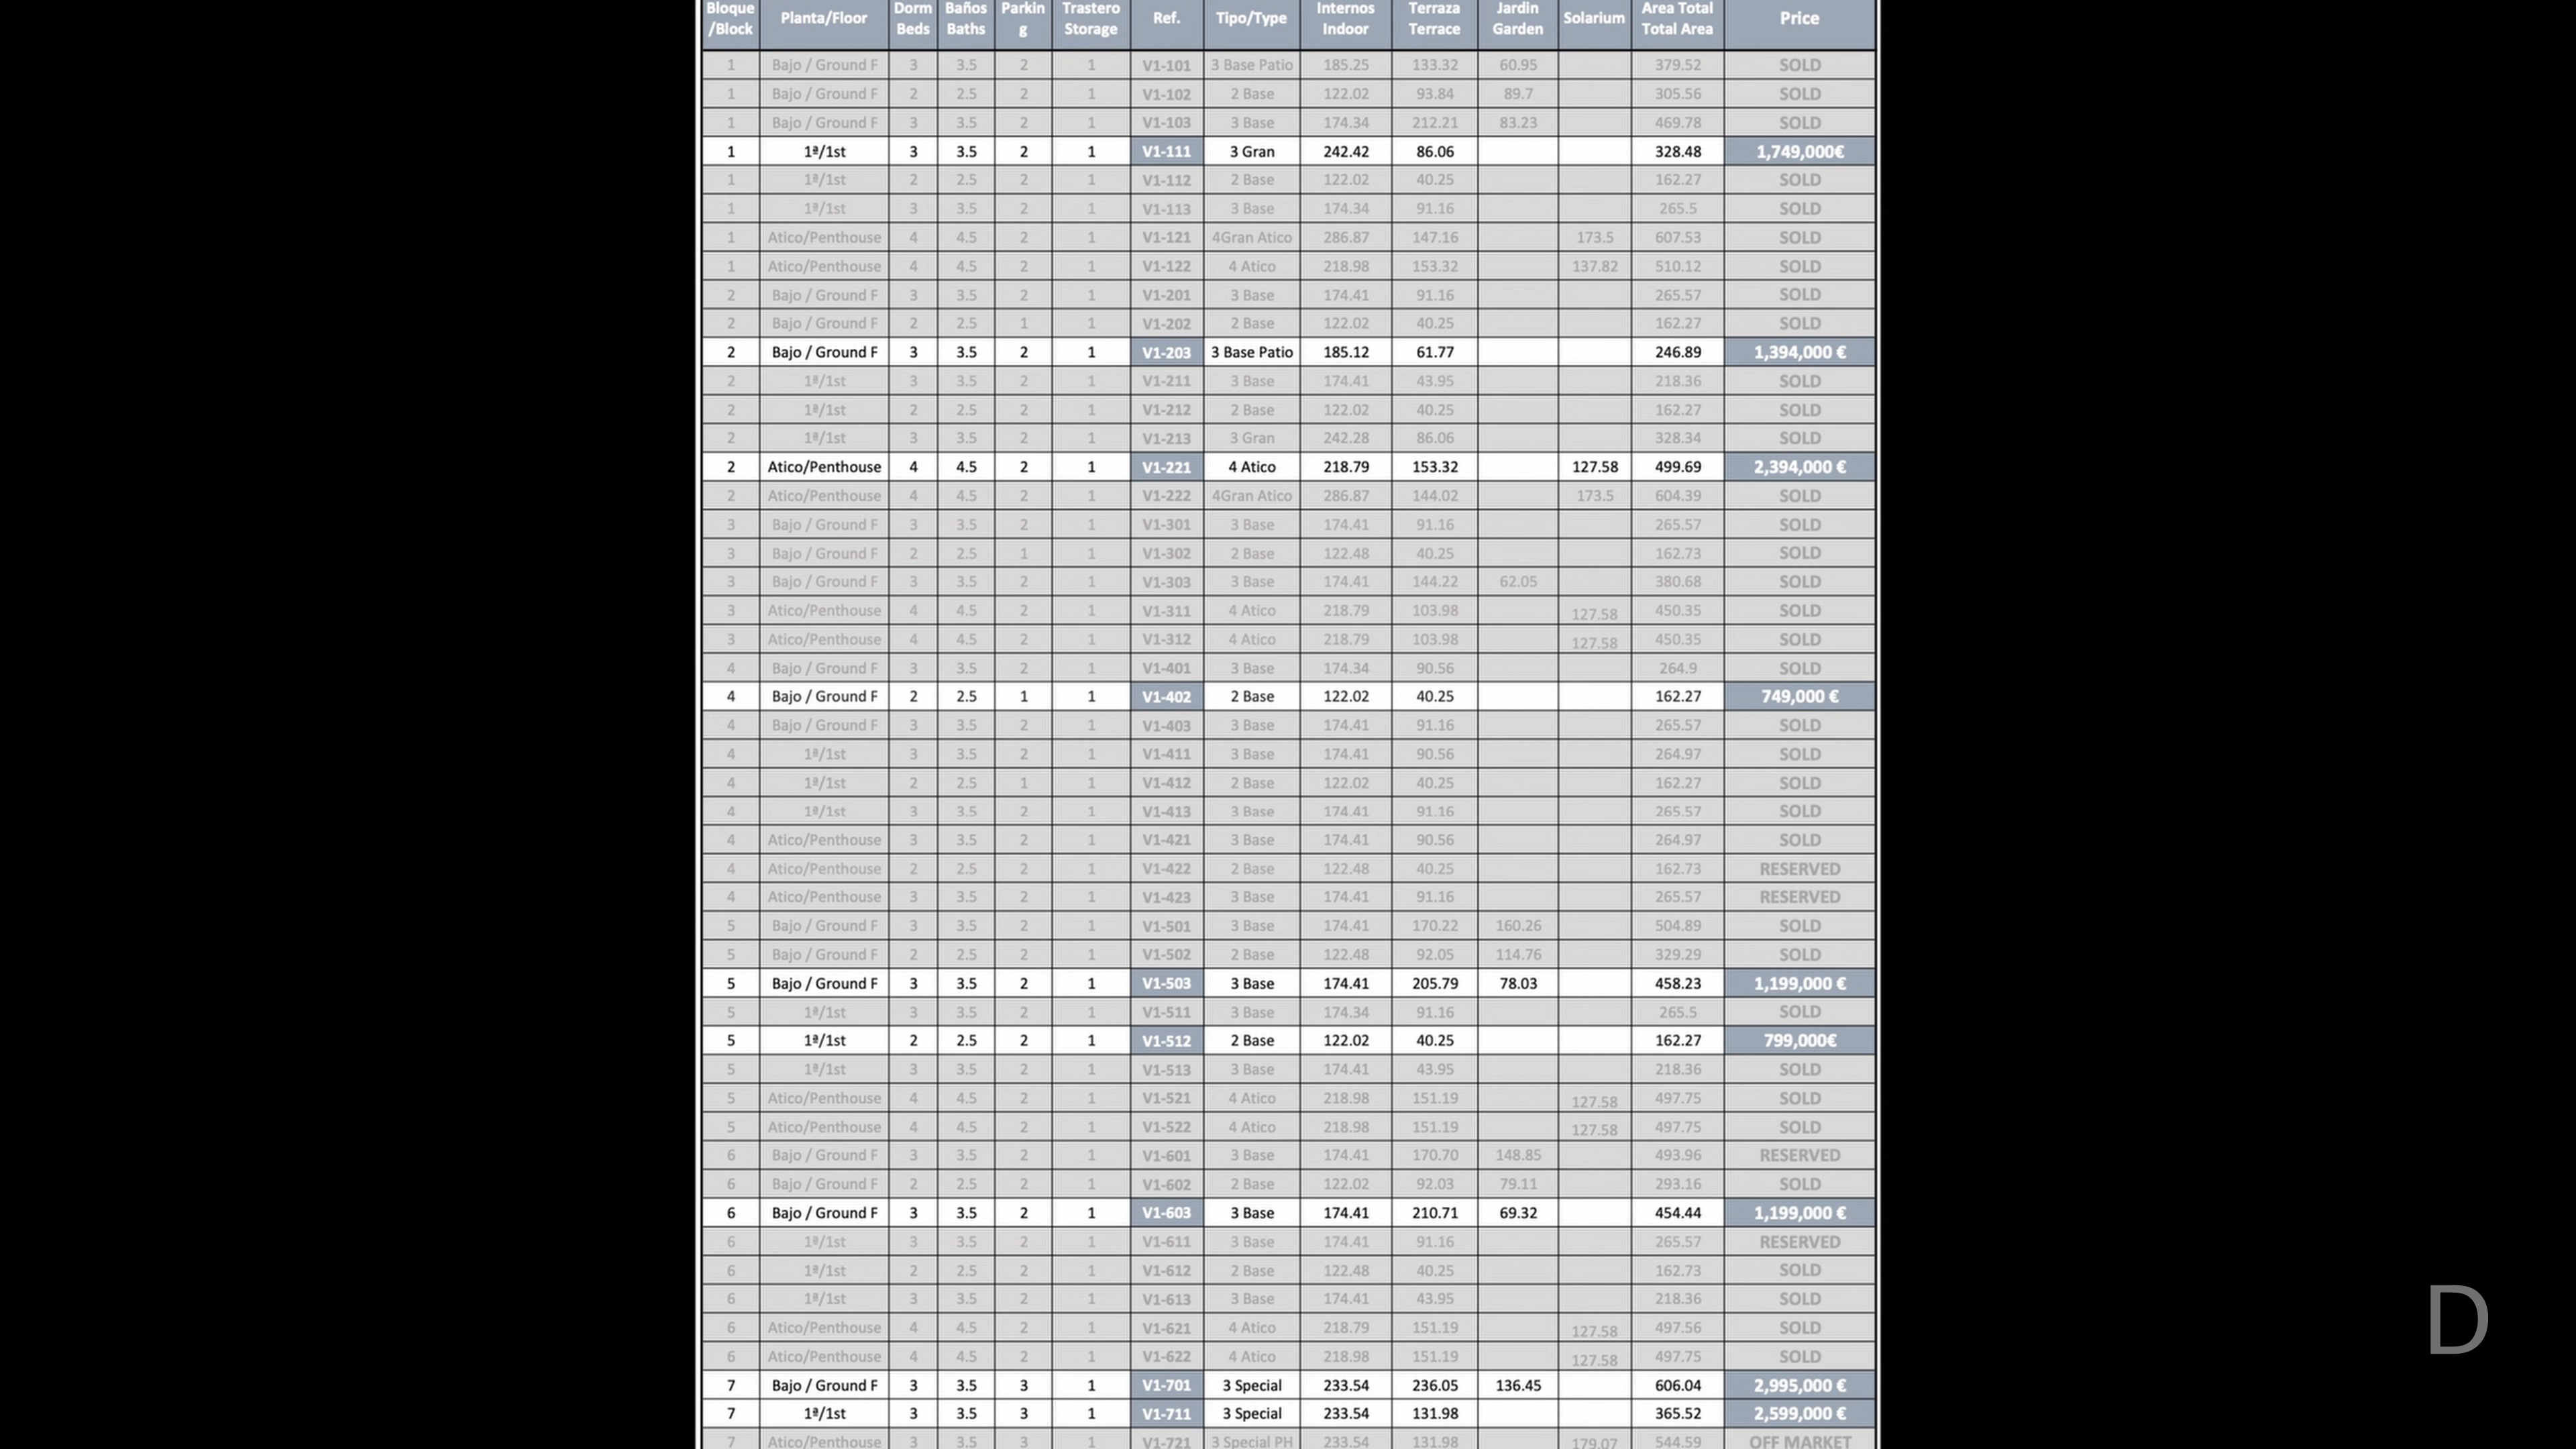 Bloque /Block Planta/Floor Dorm Beds Baños Baths Parkin g Trastero Storage Ref. Tipo/Type Internos Indoor Terraza Terrace Jardin Garden Solarium Area Total Total Area Price
1 Bajo / Ground F 3 3.5 2 1 V1-101 3 Base Patio 185.25 133.32 60.95 379.52 SOLD
1 Bajo / Ground F 2 2.5 2 1 V1-102 2 Base 122.02 93.84 89.7 305.56 SOLD
1 Bajo / Ground F 3 3.5 2 1 V1-103 3 Base 174.34 212.21 83.23 469.78 SOLD
1 1ª/1st 3 3.5 2 1 V1-111 3 Gran 242.42 86.06 328.48 1,749,000€
1 1ª/1st 2 2.5 2 1 V1-112 2 Base 122.02 40.25 162.27 SOLD
1 1ª/1st 3 3.5 2 1 V1-113 3 Base 174.34 91.16 265.5 SOLD
1 Atico/Penthouse 4 4.5 2 1 V1-121 4Gran Atico 286.87 147.16 173.5 607.53 SOLD
1 Atico/Penthouse 4 4.5 2 1 V1-122 4 Atico 218.98 153.32 137.82 510.12 SOLD
2 Bajo / Ground F 3 3.5 2 1 V1-201 3 Base 174.41 91.16 265.57 SOLD
2 Bajo / Ground F 2 2.5 1 1 V1-202 2 Base 122.02 40.25 162.27 SOLD
2 Bajo / Ground F 3 3.5 2 1 V1-203 3 Base Patio 185.12 61.77 246.89 1,394,000 €
2 1ª/1st 3 3.5 2 1 V1-211 3 Base 174.41 43.95 218.36 SOLD
2 1ª/1st 2 2.5 2 1 V1-212 2 Base 122.02 40.25 162.27 SOLD
2 1ª/1st 3 3.5 2 1 V1-213 3 Gran 242.28 86.06 328.34 SOLD
2 Atico/Penthouse 4 4.5 2 1 V1-221 4 Atico 218.79 153.32 127.58 499.69 2,394,000 €
2 Atico/Penthouse 4 4.5 2 1 V1-222 4Gran Atico 286.87 144.02 173.5 604.39 SOLD
3 Bajo / Ground F 3 3.5 2 1 V1-301 3 Base 174.41 91.16 265.57 SOLD
3 Bajo / Ground F 2 2.5 1 1 V1-302 2 Base 122.48 40.25 162.73 SOLD
3 Bajo / Ground F 3 3.5 2 1 V1-303 3 Base 174.41 144.22 62.05 380.68 SOLD
3 Atico/Penthouse 4 4.5 2 1 V1-311 4 Atico 218.79 103.98 127.58 450.35 SOLD
3 Atico/Penthouse 4 4.5 2 1 V1-312 4 Atico 218.79 103.98 127.58 450.35 SOLD
4 Bajo / Ground F 3 3.5 2 1 V1-401 3 Base 174.34 90.56 264.9 SOLD
4 Bajo / Ground F 2 2.5 1 1 V1-402 2 Base 122.02 40.25 162.27 749,000 €
4 Bajo / Ground F 3 3.5 2 1 V1-403 3 Base 174.41 91.16 265.57 SOLD
4 1ª/1st 3 3.5 2 1 V1-411 3 Base 174.41 90.56 264.97 SOLD
4 1ª/1st 2 2.5 1 1 V1-412 2 Base 122.02 40.25 162.27 SOLD
4 1ª/1st 3 3.5 2 1 V1-413 3 Base 174.41 91.16 265.57 SOLD
4 Atico/Penthouse 3 3.5 2 1 V1-421 3 Base 174.41 90.56 264.97 SOLD
4 Atico/Penthouse 2 2.5 2 1 V1-422 2 Base 122.48 40.25 162.73 RESERVED
4 Atico/Penthouse 3 3.5 2 1 V1-423 3 Base 174.41 91.16 265.57 RESERVED
5 Bajo / Ground F 3 3.5 2 1 V1-501 3 Base 174.41 170.22 160.26 504.89 SOLD
5 Bajo / Ground F 2 2.5 2 1 V1-502 2 Base 122.48 92.05 114.76 329.29 SOLD
5 Bajo / Ground F 3 3.5 2 1 V1-503 3 Base 174.41 205.79 78.03 458.23 1,199,000 €
5 1ª/1st 3 3.5 2 1 V1-511 3 Base 174.34 91.16 265.5 SOLD
5 1ª/1st 2 2.5 2 1 V1-512 2 Base 122.02 40.25 162.27 799,000€
5 1ª/1st 3 3.5 2 1 V1-513 3 Base 174.41 43.95 218.36 SOLD
5 Atico/Penthouse 4 4.5 2 1 V1-521 4 Atico 218.98 151.19 127.58 497.75 SOLD
5 Atico/Penthouse 4 4.5 2 1 V1-522 4 Atico 218.98 151.19 127.58 497.75 SOLD
6 Bajo / Ground F 3 3.5 2 1 V1-601 3 Base 174.41 170.70 148.85 493.96 RESERVED
6 Bajo / Ground F 2 2.5 2 1 V1-602 2 Base 122.02 92.03 79.11 293.16 SOLD
6 Bajo / Ground F 3 3.5 2 1 V1-603 3 Base 174.41 210.71 69.32 454.44 1,199,000 €
6 1ª/1st 3 3.5 2 1 V1-611 3 Base 174.41 91.16 265.57 RESERVED
6 1ª/1st 2 2.5 2 1 V1-612 2 Base 122.48 40.25 162.73 SOLD
6 1ª/1st 3 3.5 2 1 V1-613 3 Base 174.41 43.95 218.36 SOLD
6 Atico/Penthouse 4 4.5 2 1 V1-621 4 Atico 218.79 151.19 127.58 497.56 SOLD
6 Atico/Penthouse 4 4.5 2 1 V1-622 4 Atico 218.98 151.19 127.58 497.75 SOLD
7 Bajo / Ground F 3 3.5 3 1 V1-701 3 Special 233.54 236.05 136.45 606.04 2,995,000 €
7 1ª/1st 3 3.5 3 1 V1-711 3 Special 233.54 131.98 365.52 2,599,000 €
7 Atico/Penthouse 3 3.5 3 1 V1-721 3 Special PH 233.54 131.98 179.07 544.59 OFF MARKET
D